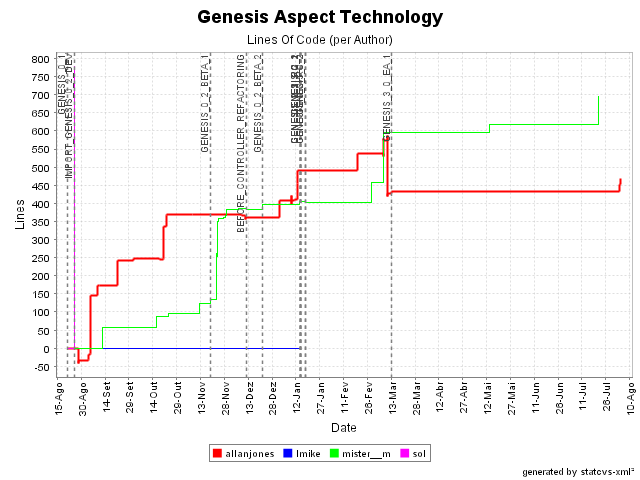 Genesis Aspect Technology
Lines Of Code (per Author)
Lines
800
750
700
650
600
550
500
450
400
350
300
250
200
150
100
50
0
-50
GENESIS_0_1
IMPORT_GENESIS_0_2_DEV
GENESIS_0_2_BETA_1
BEFORE_CONTROLLER_REFACTORING
GENESIS_0_2_BETA_2
GENESIS_3_0_EA_1
15-Ago
30-Ago
14-Set
29-Set
14-Out
29-Out
13-Nov
28-Nov
13-Dez
28-Dez
12-Jan
27-Jan
11-Fev
26-Fev
13-Mar
28-Mar
12-Abr
27-Abr
12-Mai
27-Mai
11-Jun
26-Jun
11-Jul
26-Jul
10-Ago
Date
allanjones
lmike
mister__m
sol
generated by statcvs-xml²